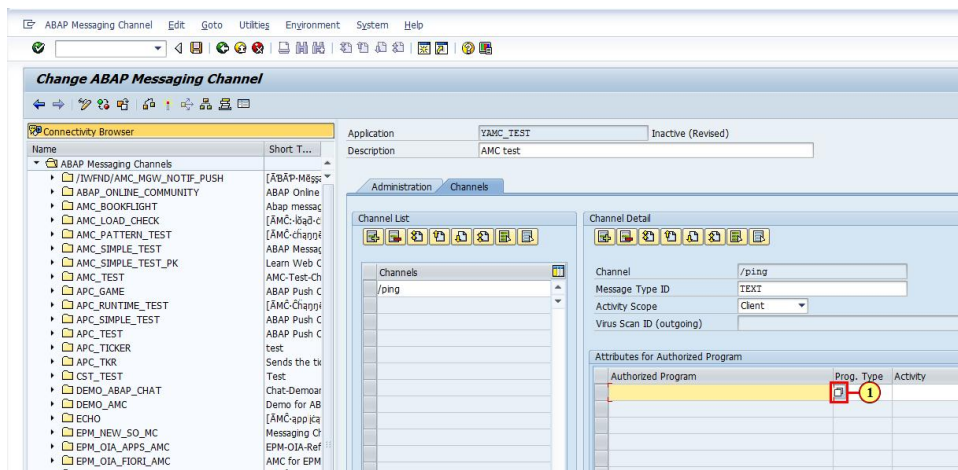 ABAP Messaging Channel Edit Goto Utilities Environment System Help
Change ABAP Messaging Channel
Connectivity Browser
Name Short T...
ABAP Messaging Channels
/IWFND/AMC_MGW_NOTIF_PUSH
ABAP_ONLINE_COMMUNITY ABAP Online
AMC_BOOKFLIGHT Abap messag
AMC_LOAD_CHECK
AMC_PATTERN_TEST
AMC_SIMPLE_TEST ABAP Messag
AMC_SIMPLE_TEST_PK Learn Web C
AMC_TEST AMC-Test-Ch
APC_GAME ABAP Push C
APC_RUNTIME_TEST
APC_SIMPLE_TEST ABAP Push C
APC_TEST ABAP Push C
APC_TICKER test
APC_TKR Sends the tic
CST_TEST Test
DEMO_ABAP_CHAT Chat-Demoar
DEMO_AMC Demo for AB
ECHO
EPM_NEW_SO_MC Messaging Ch
EPM_OIA_APPS_AMC EPM-OIA-Ref
EPM_OIA_FIORI_AMC AMC for EPM
Application YAMC_TEST Inactive (Revised)
Description AMC test
Administration Channels
Channel List
Channels
/ping
Channel Detail
Channel /ping
Message Type ID TEXT
Activity Scope Client
Virus Scan ID (outgoing)
Attributes for Authorized Program
Authorized Program Prog. Type Activity
1